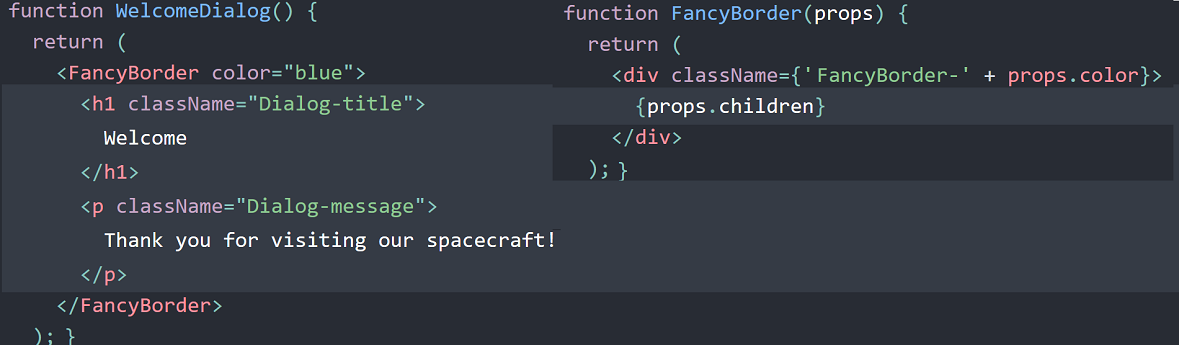 function WelcomeDialog() {
  return (
    <FancyBorder color="blue">
      <h1 className="Dialog-title">
        Welcome
      </h1>
      <p className="Dialog-message">
        Thank you for visiting our spacecraft!
      </p>
    </FancyBorder>
  ); }
function FancyBorder(props) {
  return (
    <div className={'FancyBorder-' + props.color}>
      {props.children}
    </div>
  ); }